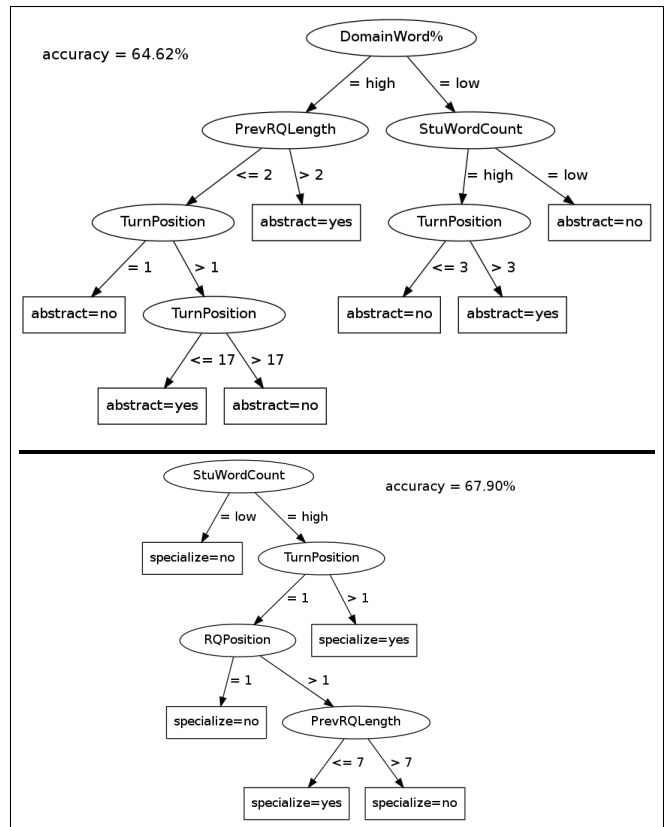 DomainWord%
accuracy = 64.62%
= high
= low
PrevRQLength
StuWordCount
<= 2
> 2
= high
= low
TurnPosition
abstract=yes
TurnPosition
abstract=no
= 1
> 1
<= 3
> 3
abstract=no
TurnPosition
abstract=no
abstract=yes
<= 17
> 17
abstract=yes
abstract=no
StuWordCount
accuracy = 67.90%
= low
= high
specialize=no
TurnPosition
= 1
> 1
RQPosition
specialize=yes
= 1
> 1
specialize=no
PrevRQLength
<= 7
> 7
specialize=yes
specialize=no